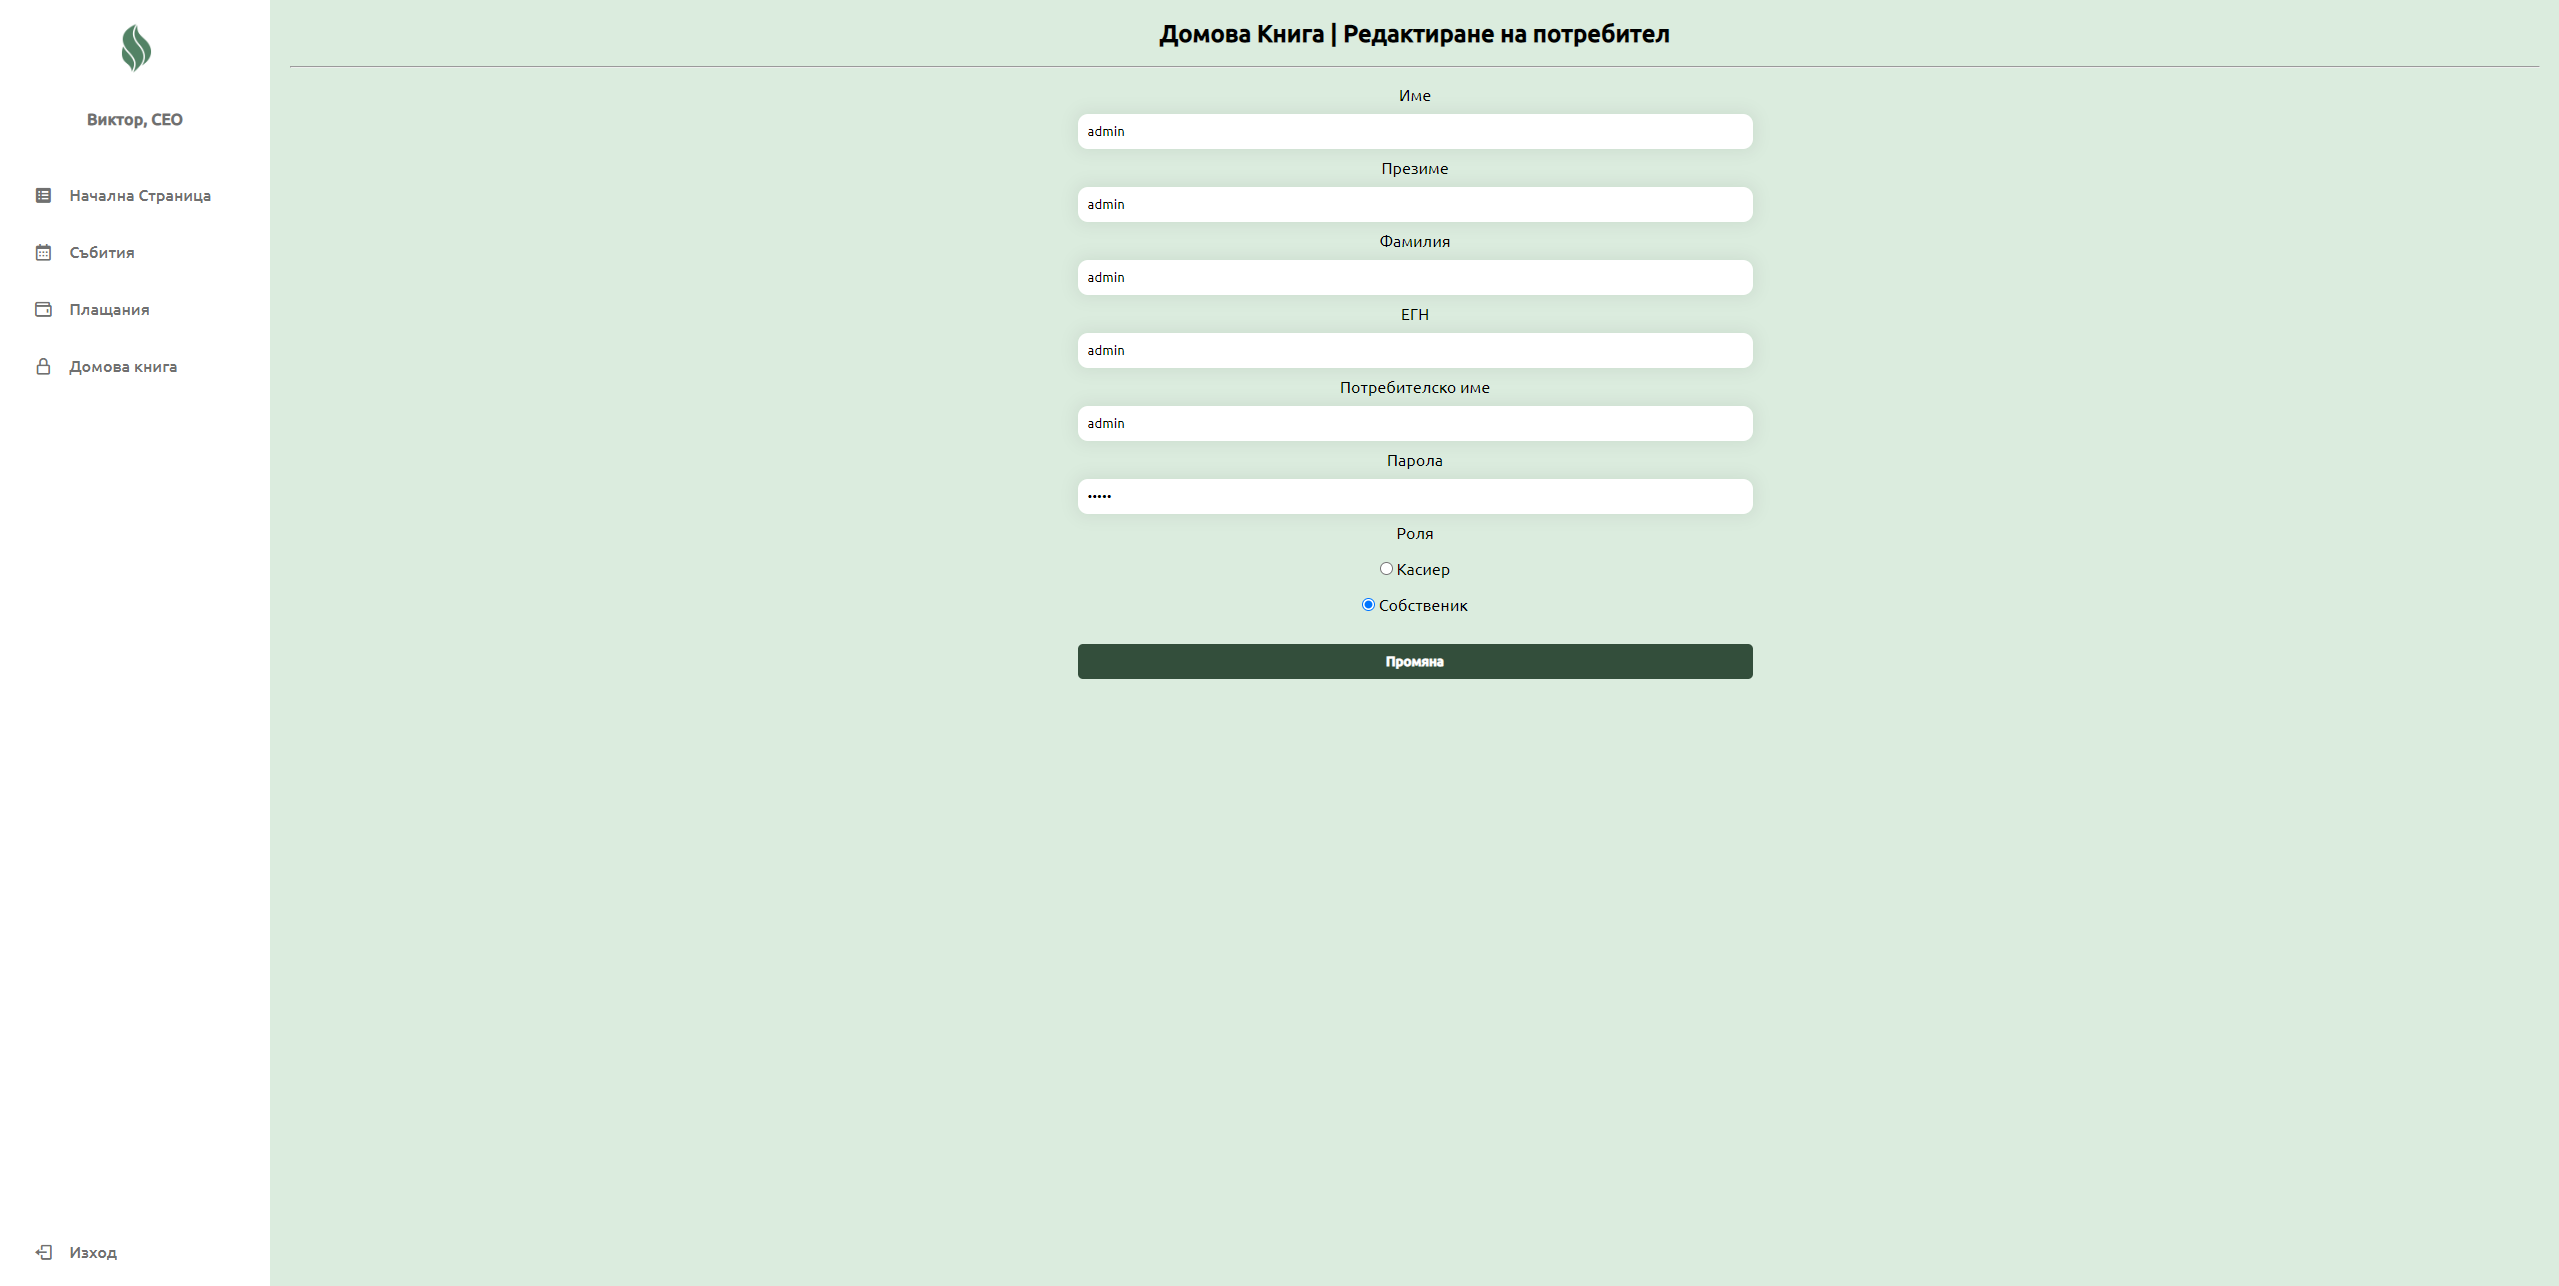 Виктор, CEO
Начална Страница
Събития
Плащания
Домова книга
Изход
Домова Книга | Редактиране на потребител
Име
admin
Презиме
admin
Фамилия
admin
ЕГН
admin
Потребителско име
admin
Парола
•••••
Роля
Касиер
Собственик
Промяна